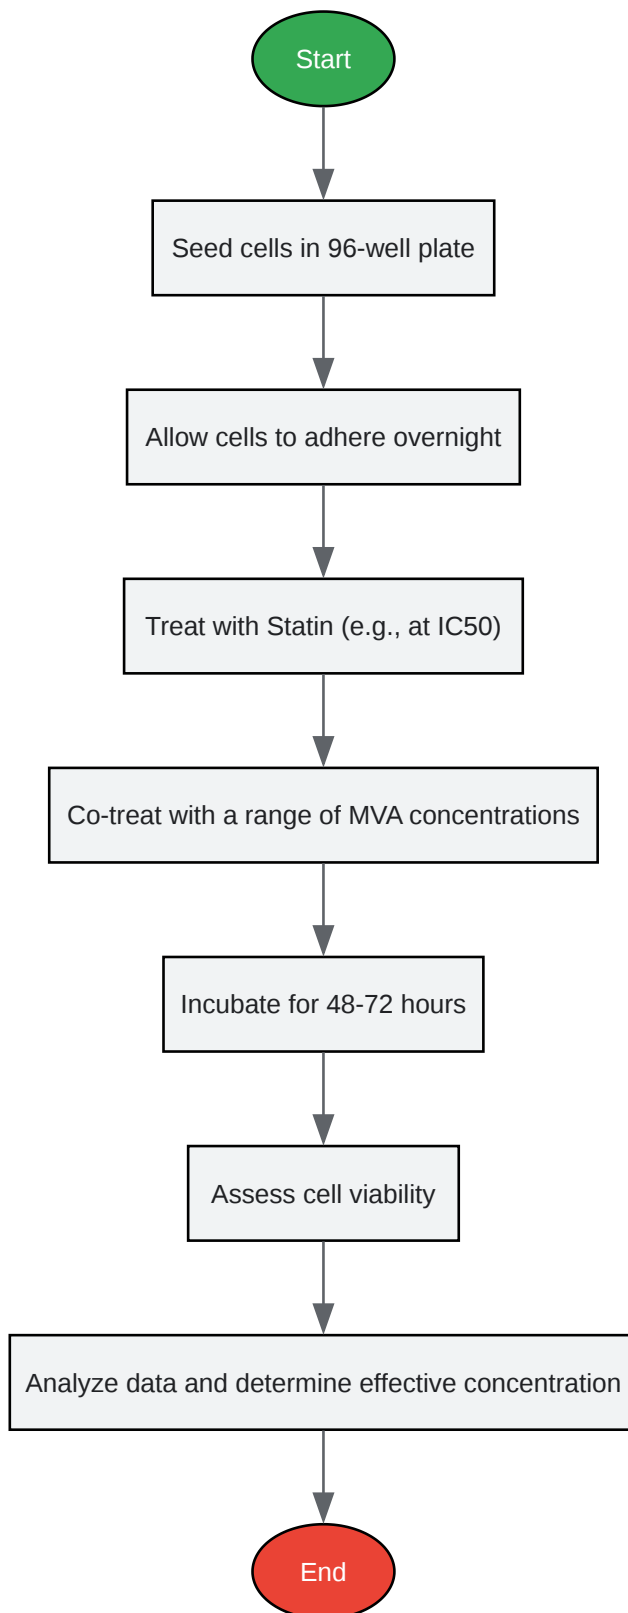 Start
Seed cells in 96-well plate
Allow cells to adhere overnight
Treat with Statin (e.g., at IC50)
Co-treat with a range of MVA concentrations
Incubate for 48-72 hours
Assess cell viability
Analyze data and determine effective concentration
End